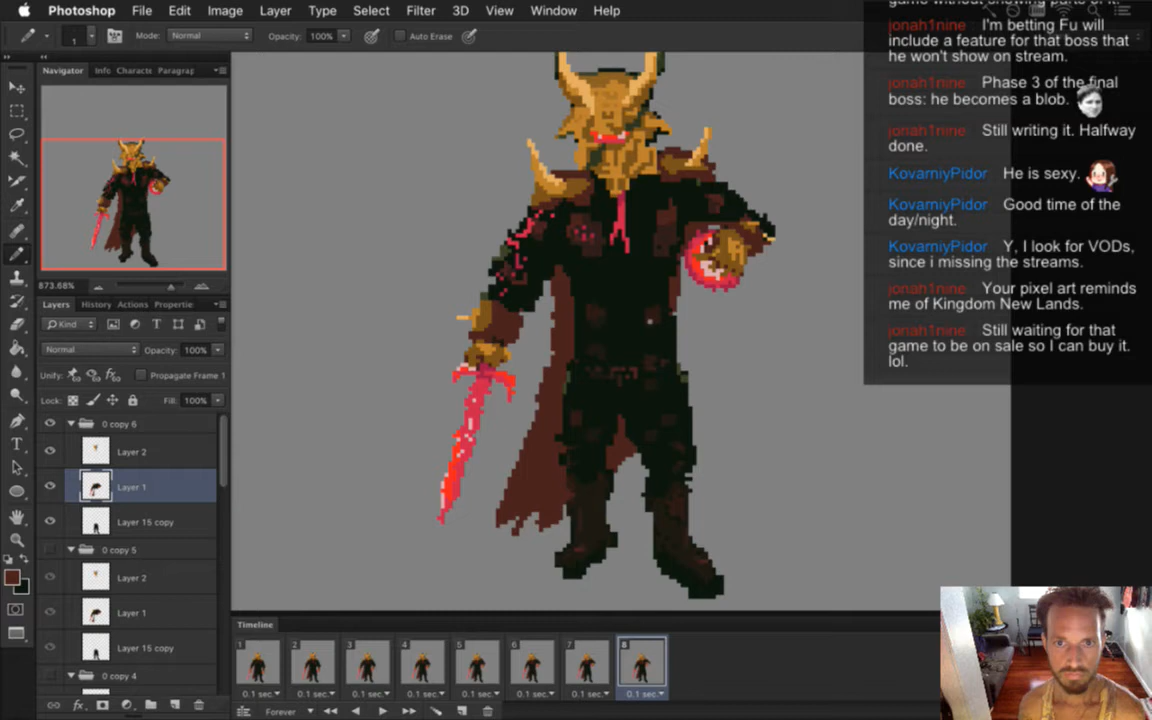 Photoshop File Edit Image Layer Type Select Filter 3D View Window Help
1 Mode: Normal Opacity: 100% Auto Erase
Navigator Info Characte Paragrap
873.68%
Layers History Actions Propertie
Kind
Normal Opacity: 100%
Unify: Propagate Frame 1
Lock: Fill: 100%
0 copy 6
Layer 2
Layer 1
Layer 15 copy
0 copy 5
Layer 2
Layer 1
Layer 15 copy
0 copy 4
fx
jonah1nine I'm betting Fu will
include a feature for that boss that
he won't show on stream.
jonah1nine Phase 3 of the final
boss: he becomes a blob.
jonah1nine Still writing it. Halfway
done.
KovarniyPidor He is sexy.
KovarniyPidor Good time of the
day/night.
KovarniyPidor Y, I look for VODs,
since i missing the streams.
jonah1nine Your pixel art reminds
me of Kingdom New Lands.
jonah1nine Still waiting for that
game to be on sale so I can buy it.
lol.
Timeline
1 2 3 4 5 6 7 8
0.1 sec. 0.1 sec. 0.1 sec. 0.1 sec. 0.1 sec. 0.1 sec. 0.1 sec. 0.1 sec.
Forever